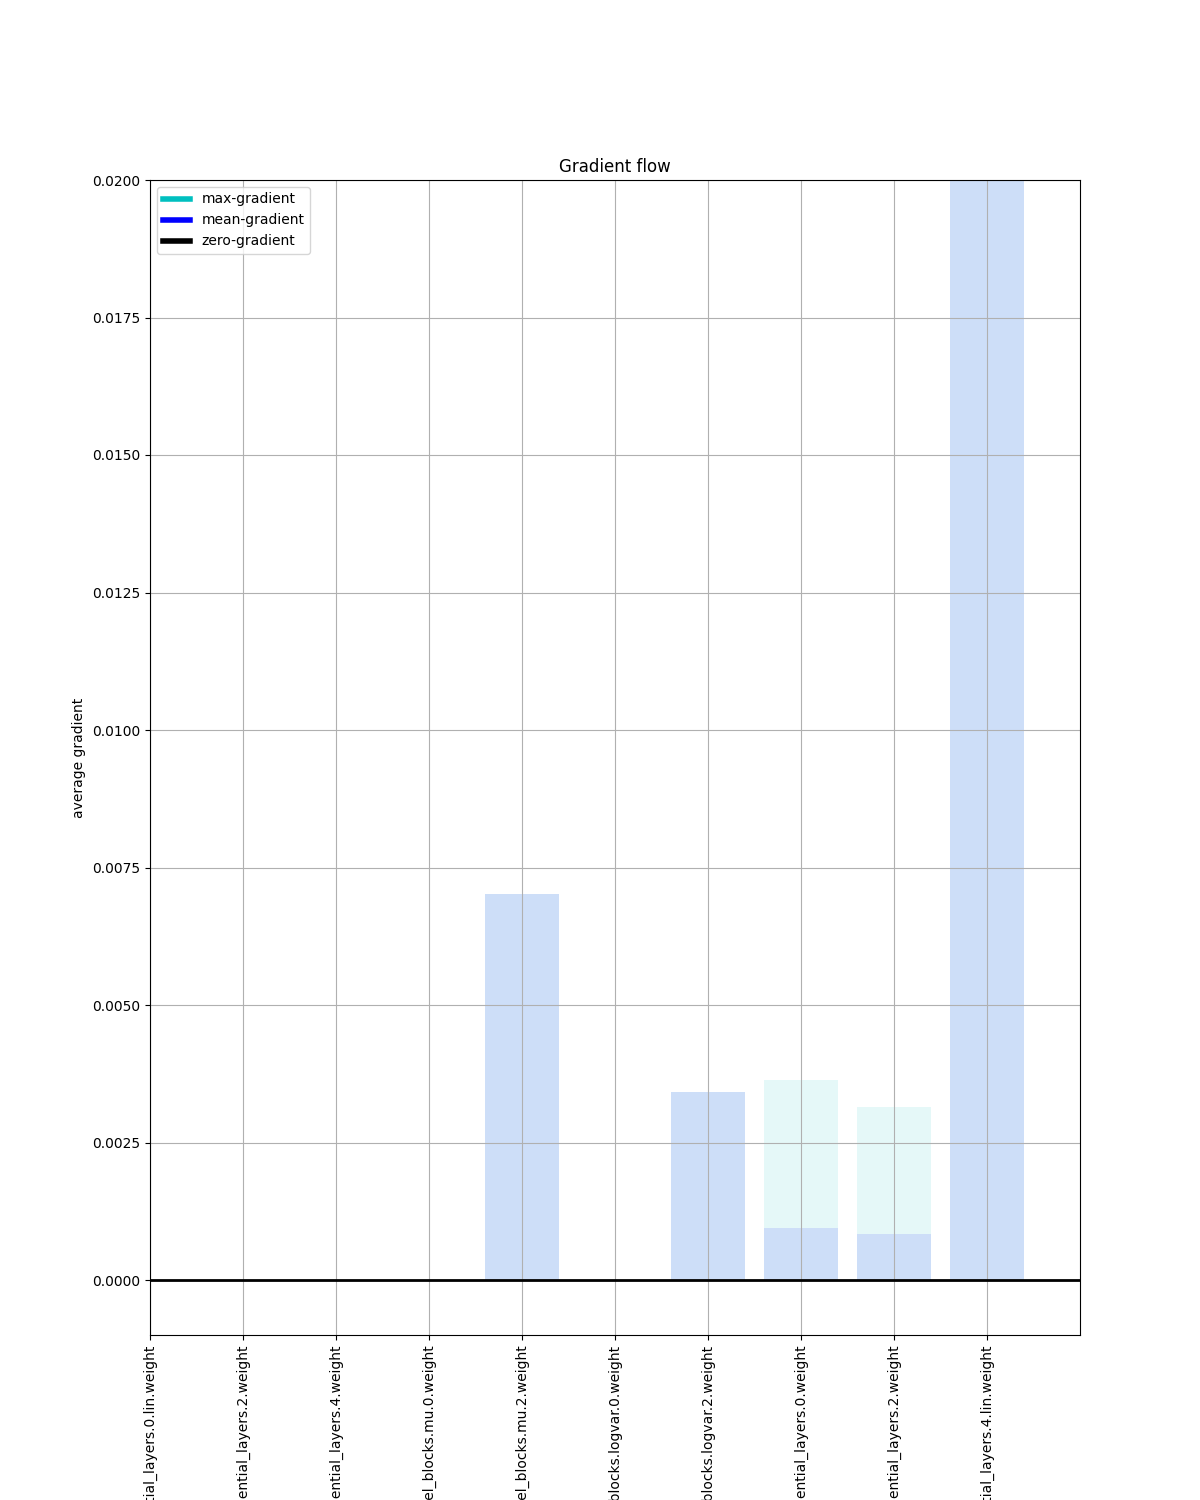 Gradient flow
max-gradient
mean-gradient
zero-gradient
average gradient
0.0200
0.0175
0.0150
0.0125
0.0100
0.0075
0.0050
0.0025
0.0000
tial_layers.0.lin.weight
ential_layers.2.weight
ential_layers.4.weight
el_blocks.mu.0.weight
el_blocks.mu.2.weight
blocks.logvar.0.weight
blocks.logvar.2.weight
ential_layers.0.weight
ential_layers.2.weight
tial_layers.4.lin.weight